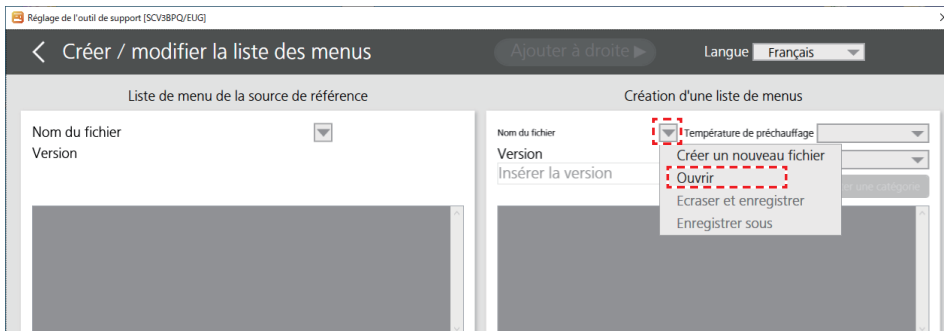 Réglage de l'outil de support [SCV3BPQ/EUG]
Créer / modifier la liste des menus
Ajouter à droite ▶
Langue Français
Liste de menu de la source de référence
Création d'une liste de menus
Nom du fichier
Version
Nom du fichier
Température de préchauffage
Version
Insérer la version
Créer un nouveau fichier
Ouvrir
Ecraser et enregistrer
Enregistrer sous
une catégorie